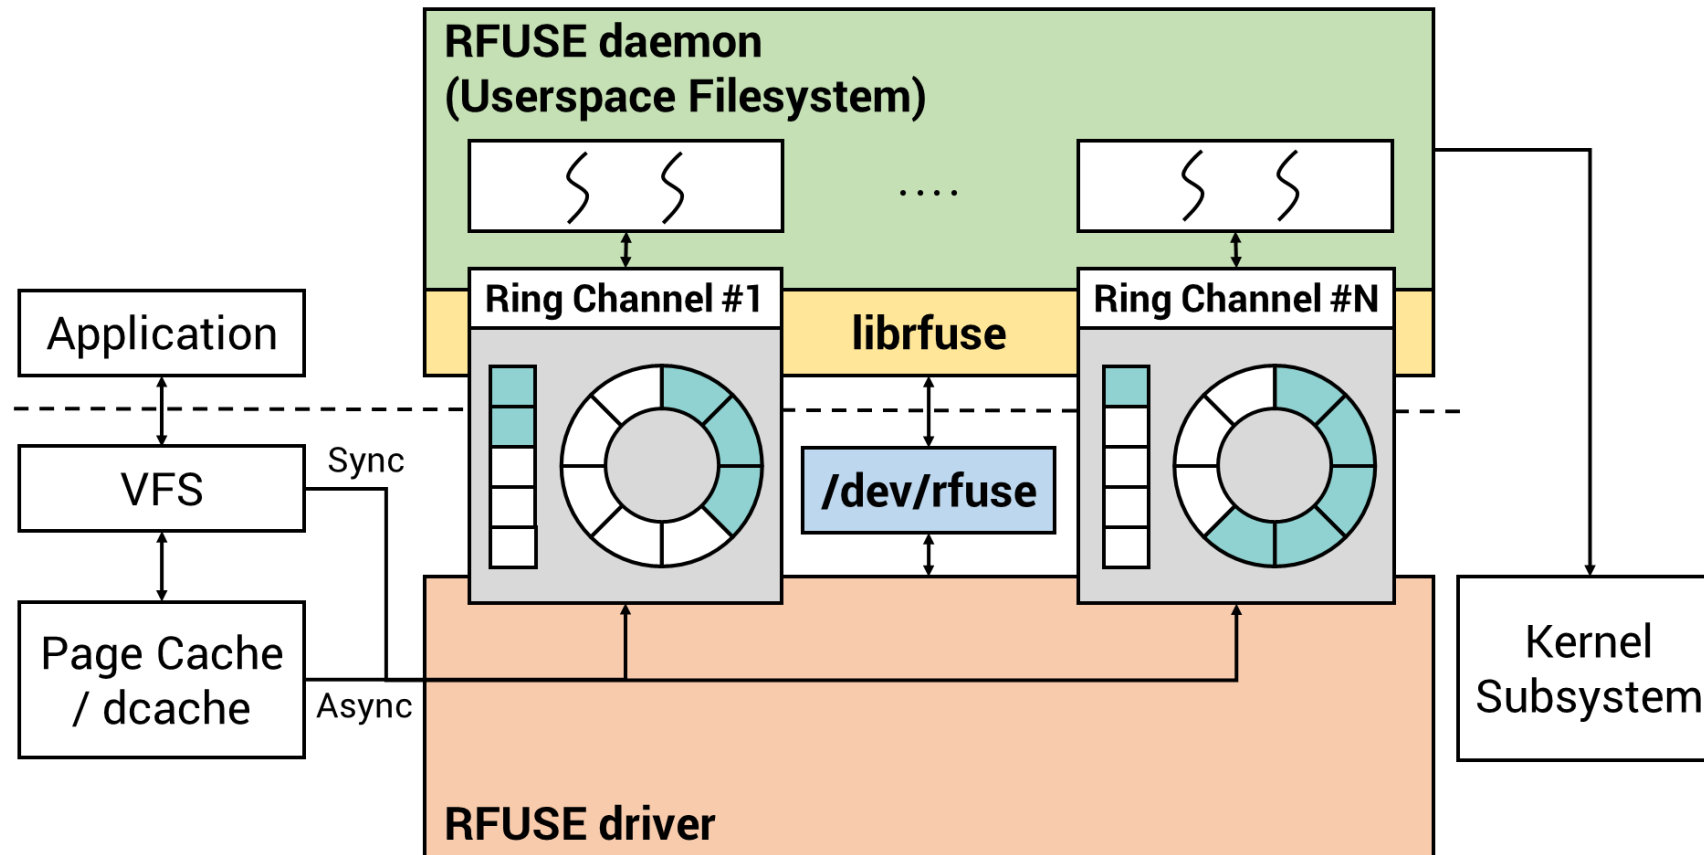 RFUSE daemon
(Userspace Filesystem)
....
Ring Channel #1
Ring Channel #N
librfuse
Application
Sync
VFS
/dev/rfuse
Page Cache
/ dcache
Async
Kernel
Subsystem
RFUSE driver